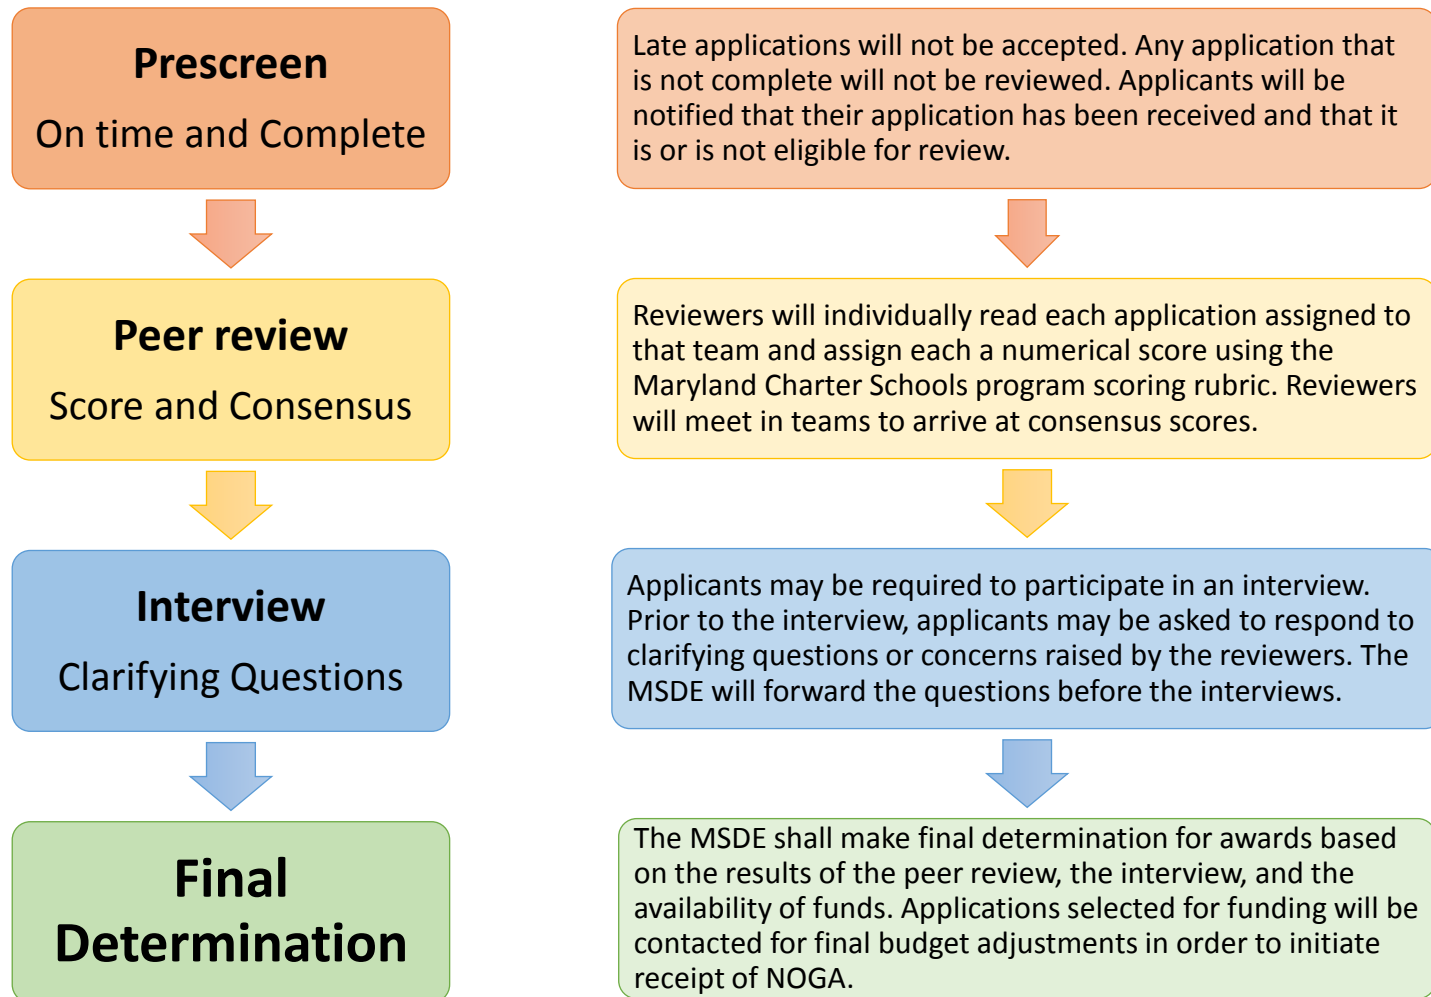 Prescreen
On time and Complete
Late applications will not be accepted. Any application that
is not complete will not be reviewed. Applicants will be
notified that their application has been received and that it
is or is not eligible for review.
Peer review
Score and Consensus
Reviewers will individually read each application assigned to
that team and assign each a numerical score using the
Maryland Charter Schools program scoring rubric. Reviewers
will meet in teams to arrive at consensus scores.
Interview
Clarifying Questions
Applicants may be required to participate in an interview.
Prior to the interview, applicants may be asked to respond to
clarifying questions or concerns raised by the reviewers. The
MSDE will forward the questions before the interviews.
Final
Determination
The MSDE shall make final determination for awards based
on the results of the peer review, the interview, and the
availability of funds. Applications selected for funding will be
contacted for final budget adjustments in order to initiate
receipt of NOGA.